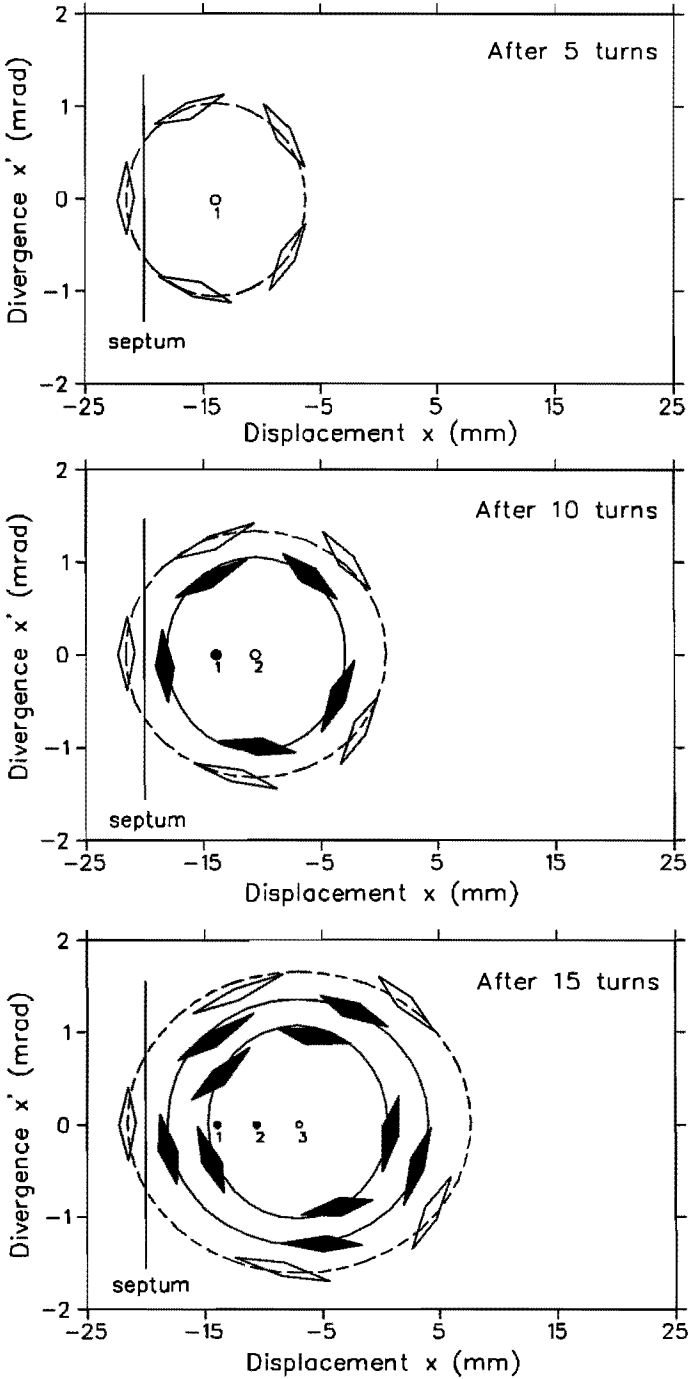 2
After 5 turns
1
Divergence x' (mrad)
0
1
-1
septum
-2
-25 -15 -5 5 15 25
Displacement x (mm)
2
After 10 turns
1
Divergence x' (mrad)
0
1 2
-1
septum
-2
-25 -15 -5 5 15 25
Displacement x (mm)
2
After 15 turns
1
Divergence x' (mrad)
0
1 2 3
-1
septum
-2
-25 -15 -5 5 15 25
Displacement x (mm)